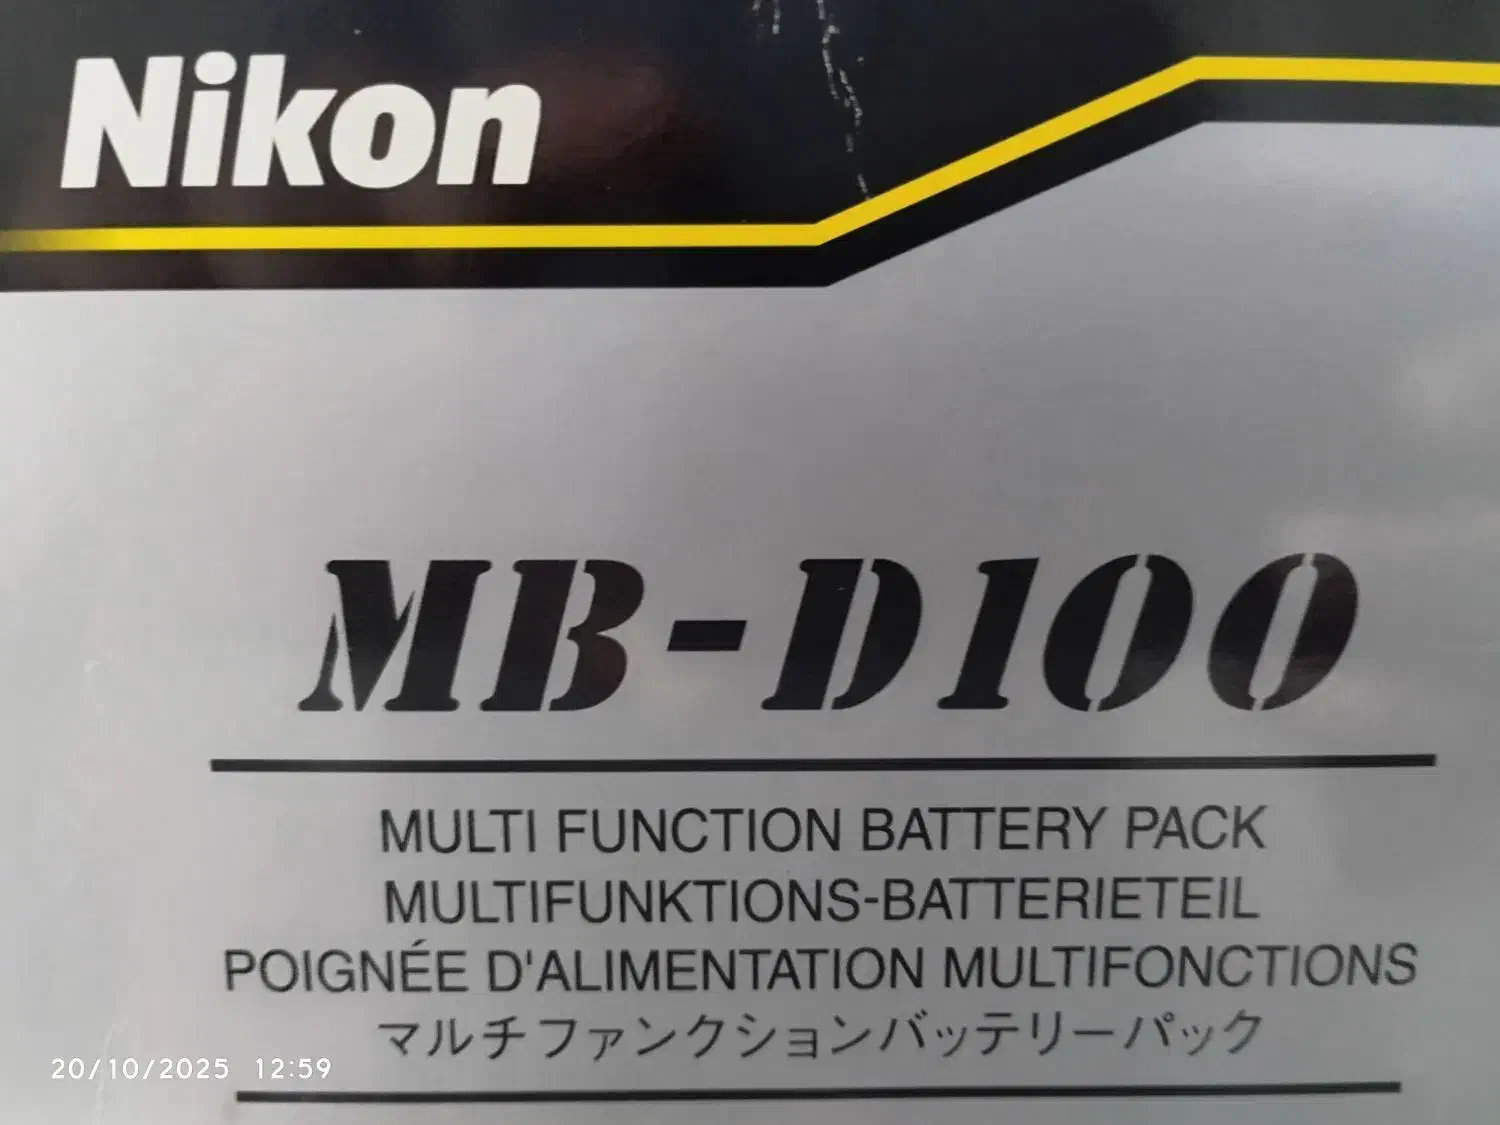 Nikon
MB-D100
MULTI FUNCTION BATTERY PACK
MULTIFUNKTIONS-BATTERIETEIL
POIGNÉE D'ALIMENTATION MULTIFONCTIONS
マルチファンクションバッテリーパック
20/10/2025 12:59